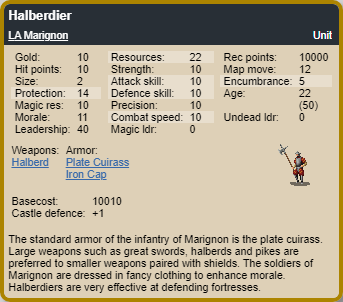 Halberdier
LA Marignon Unit
Gold: 10 Resources: 22 Rec points: 10000
Hit points: 10 Strength: 10 Map move: 12
Size: 2 Attack skill: 10 Encumbrance: 5
Protection: 14 Defence skill: 10 Age: 22
Magic res: 10 Precision: 10 (50)
Morale: 11 Combat speed: 10 Undead ldr: 0
Leadership: 40 Magic ldr: 0
Weapons: Armor:
Halberd Plate Cuirass
Iron Cap
Basecost: 10010
Castle defence: +1
The standard armor of the infantry of Marignon is the plate cuirass.
Large weapons such as great swords, halberds and pikes are
preferred to smaller weapons paired with shields. The soldiers of
Marignon are dressed in fancy clothing to enhance morale.
Halberdiers are very effective at defending fortresses.